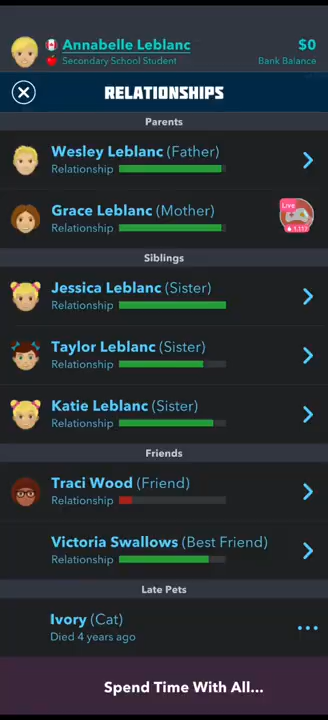 Annabelle Leblanc
$0
Secondary School Student
Bank Balance
RELATIONSHIPS
Parents
Wesley Leblanc (Father)
Relationship
Grace Leblanc (Mother)
Relationship
Live
Siblings
Jessica Leblanc (Sister)
Relationship
Taylor Leblanc (Sister)
Relationship
Katie Leblanc (Sister)
Relationship
Friends
Traci Wood (Friend)
Relationship
Victoria Swallows (Best Friend)
Relationship
Late Pets
Ivory (Cat)
Died 4 years ago
Spend Time With All...